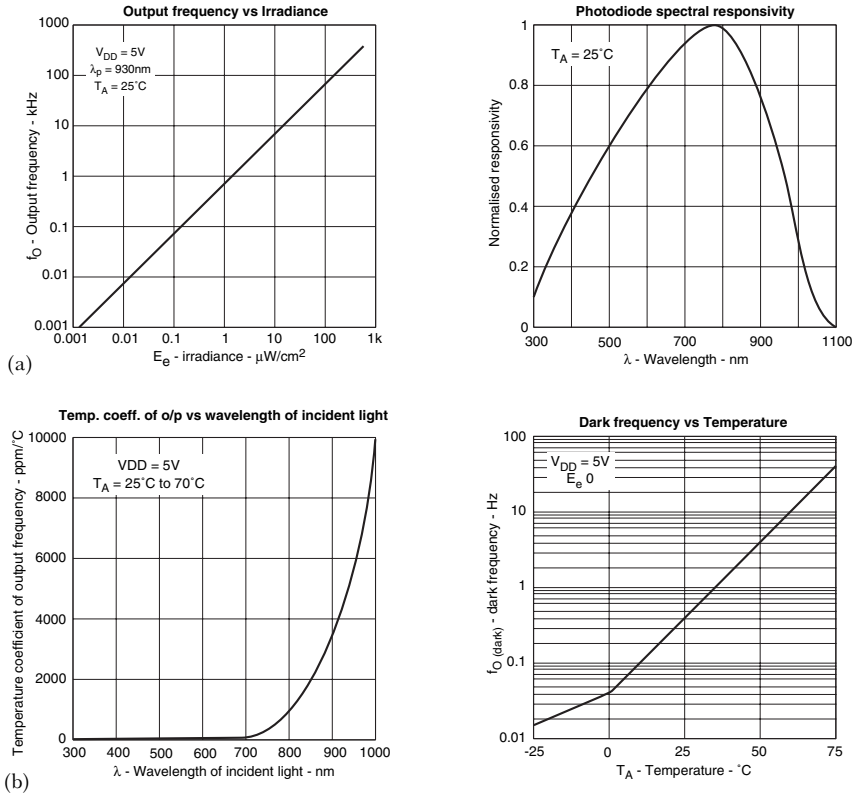 Output frequency vs Irradiance
1000
100
10
1
0.1
0.01
0.001
V_DD = 5V
λ_p = 930nm
T_A = 25˚C
f_O - Output frequency - kHz
0.001 0.01 0.1 1 10 100 1k
E_e - irradiance - μW/cm²
(a)
Photodiode spectral responsivity
1
0.8
0.6
0.4
0.2
0
T_A = 25˚C
Normalised responsivity
300 500 700 900 1100
λ - Wavelength - nm
Temp. coeff. of o/p vs wavelength of incident light
10000
8000
6000
4000
2000
0
VDD = 5V
T_A = 25˚C to 70˚C
Temperature coefficient of output frequency - ppm/˚C
300 400 500 600 700 800 900 1000
λ - Wavelength of incident light - nm
(b)
Dark frequency vs Temperature
100
10
1
0.1
0.01
V_DD = 5V
E_e 0
f_O (dark) - dark frequency - Hz
-25 0 25 50 75
T_A - Temperature - ˚C